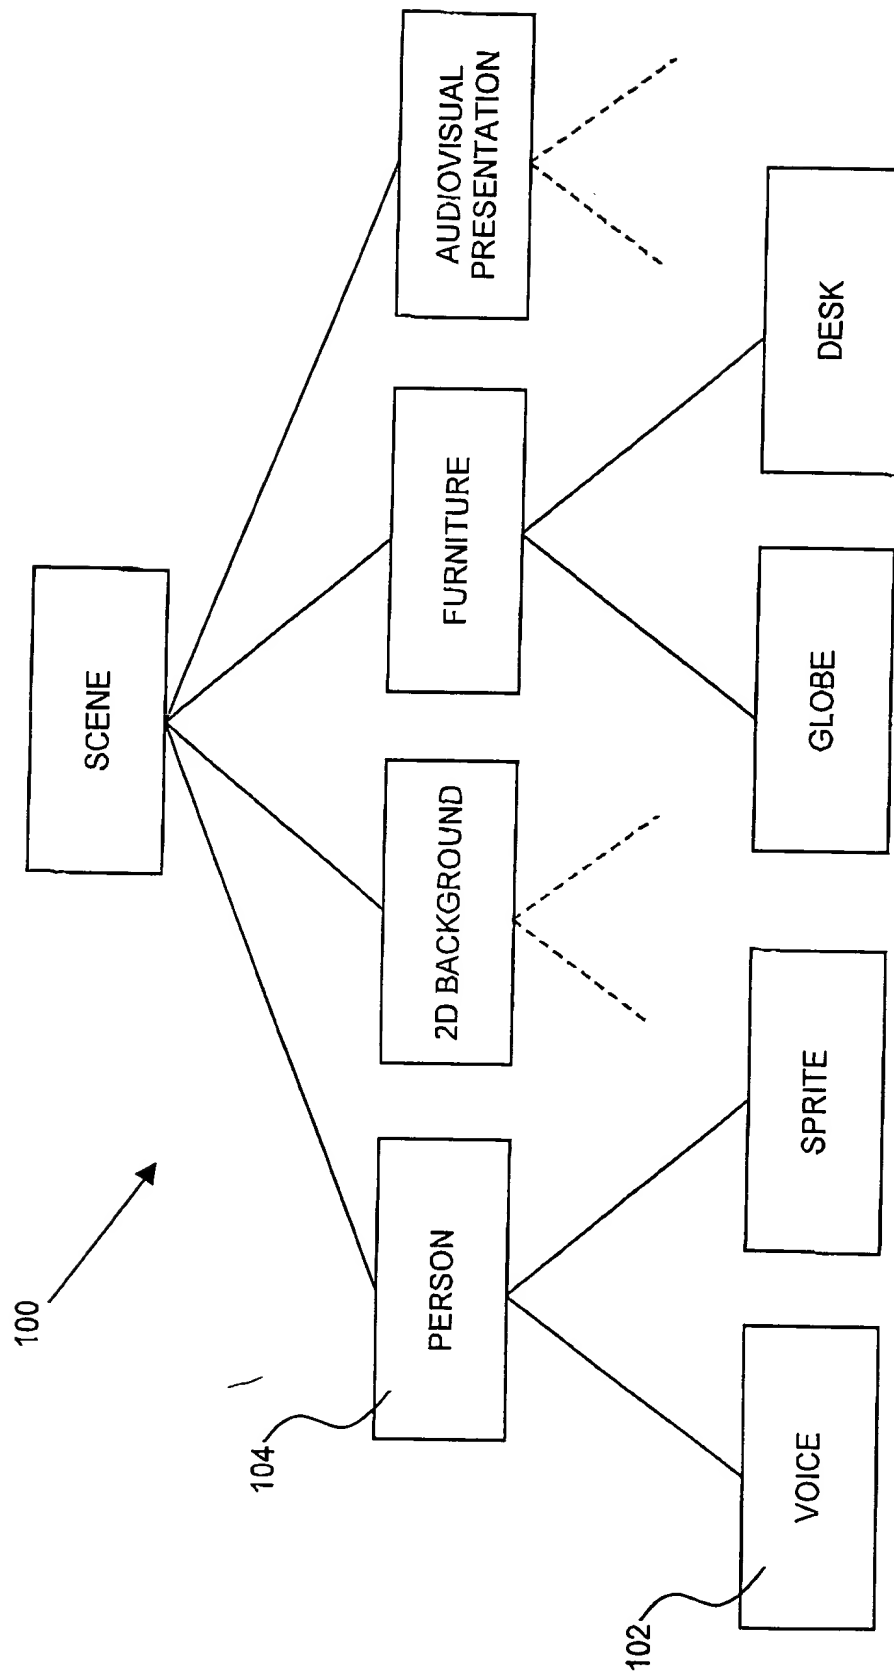 100
SCENE
104
PERSON
2D BACKGROUND
FURNITURE
AUDIOVISUAL
PRESENTATION
102
VOICE
SPRITE
GLOBE
DESK